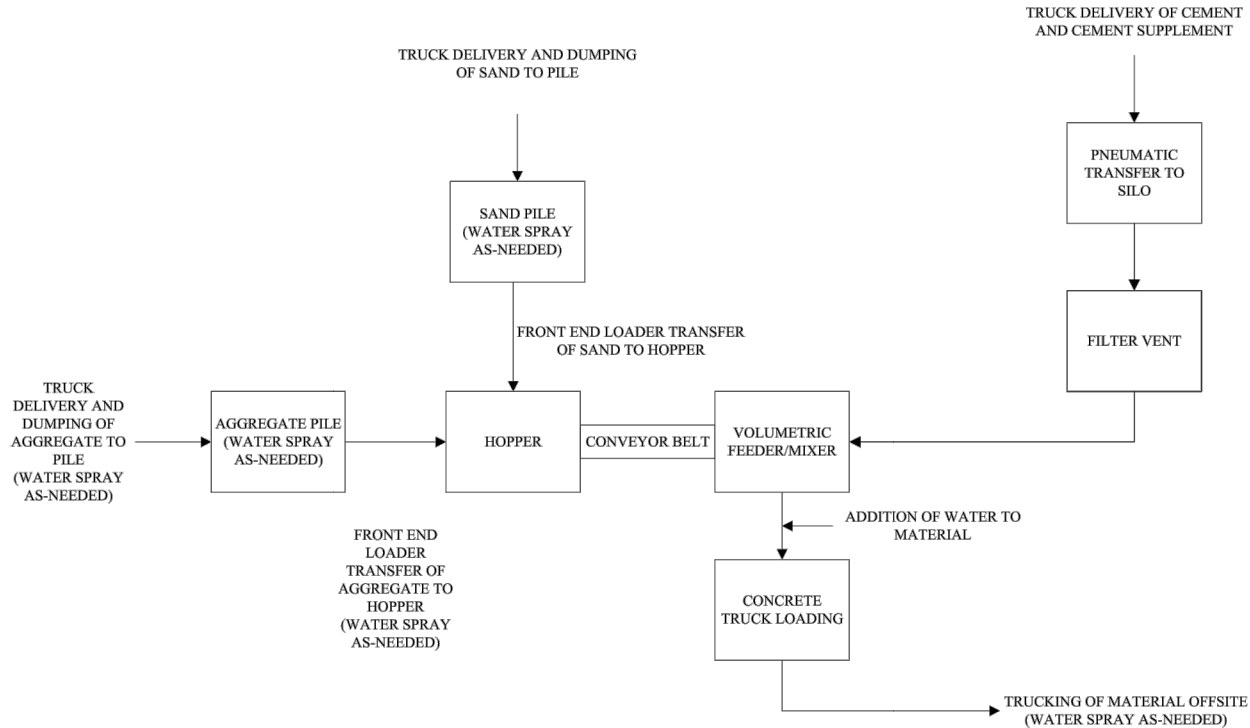 TRUCK DELIVERY OF CEMENT
AND CEMENT SUPPLEMENT
TRUCK DELIVERY AND DUMPING
OF SAND TO PILE
PNEUMATIC
TRANSFER TO
SILO
SAND PILE
(WATER SPRAY
AS-NEEDED)
FILTER VENT
FRONT END LOADER TRANSFER
OF SAND TO HOPPER
TRUCK
DELIVERY AND
DUMPING OF
AGGREGATE TO
PILE
(WATER SPRAY
AS-NEEDED)
AGGREGATE PILE
(WATER SPRAY
AS-NEEDED)
HOPPER
CONVEYOR BELT
VOLUMETRIC
FEEDER/MIXER
FRONT END
LOADER
TRANSFER OF
AGGREGATE TO
HOPPER
(WATER SPRAY
AS-NEEDED)
ADDITION OF WATER TO
MATERIAL
CONCRETE
TRUCK LOADING
TRUCKING OF MATERIAL OFFSITE
(WATER SPRAY AS-NEEDED)